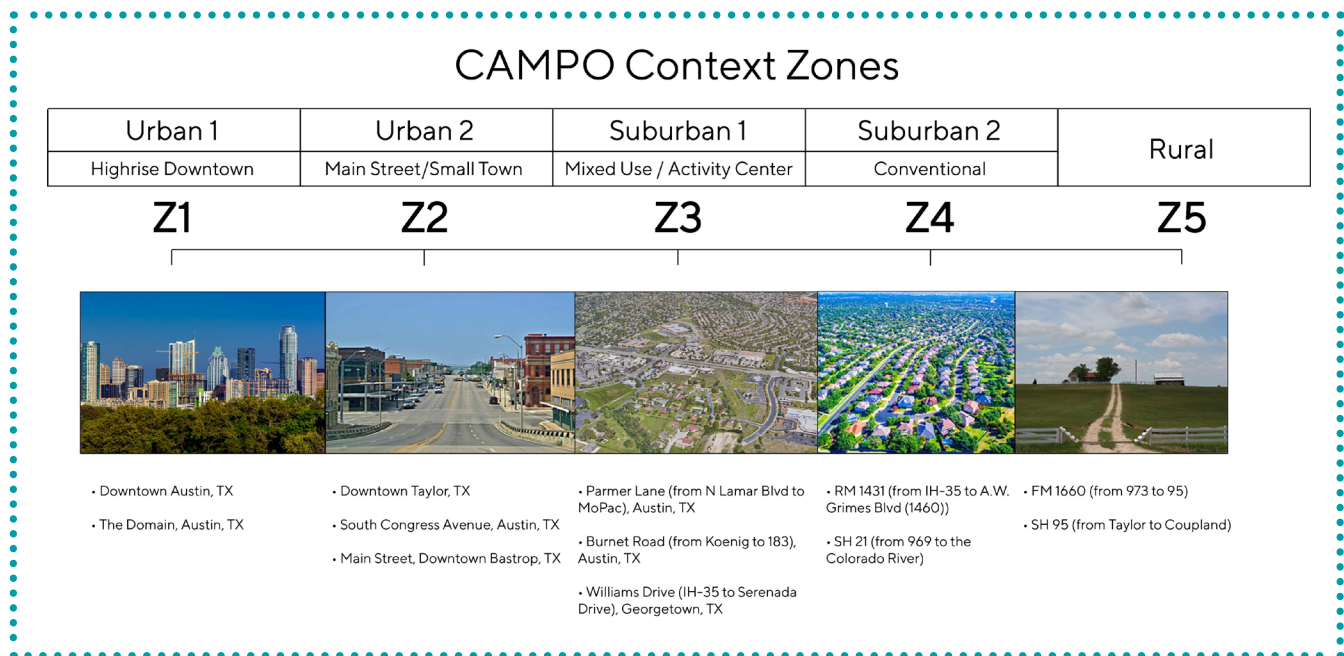 CAMPO Context Zones
Urban 1
Urban 2
Suburban 1
Suburban 2
Rural
Highrise Downtown
Main Street/Small Town
Mixed Use / Activity Center
Conventional
Z1
Z2
Z3
Z4
Z5
• Downtown Austin, TX
• The Domain, Austin, TX
• Downtown Taylor, TX
• South Congress Avenue, Austin, TX
• Main Street, Downtown Bastrop, TX
• Parmer Lane (from N Lamar Blvd to
MoPac), Austin, TX
• Burnet Road (from Koenig to 183),
Austin, TX
• Williams Drive (IH-35 to Serenada
Drive), Georgetown, TX
• RM 1431 (from IH-35 to A.W.
Grimes Blvd (1460))
• SH 21 (from 969 to the
Colorado River)
• FM 1660 (from 973 to 95)
• SH 95 (from Taylor to Coupland)